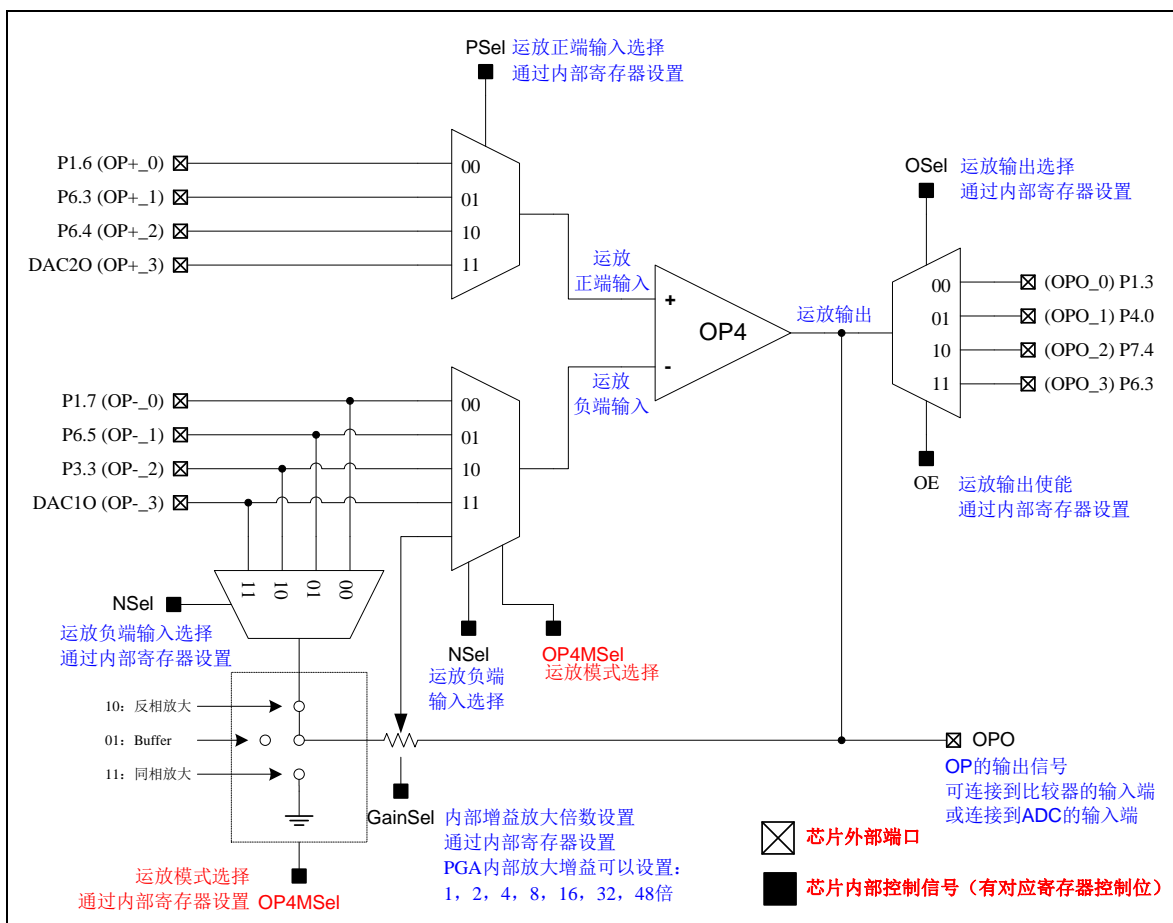 PSel 运放正端输入选择
通过内部寄存器设置
P1.6 (OP+_0)
P6.3 (OP+_1)
P6.4 (OP+_2)
DAC2O (OP+_3)
00
01
10
11
运放
正端输入
OSel 运放输出选择
通过内部寄存器设置
+
-
OP4
运放输出
00
01
10
11
(OPO_0) P1.3
(OPO_1) P4.0
(OPO_2) P7.4
(OPO_3) P6.3
运放
负端输入
OE 运放输出使能
通过内部寄存器设置
P1.7 (OP-_0)
P6.5 (OP-_1)
P3.3 (OP-_2)
DAC1O (OP-_3)
00
01
10
11
11
10
01
00
NSel
运放负端输入选择
通过内部寄存器设置
NSel
运放负端
输入选择
OP4MSel
运放模式选择
10：反相放大
01：Buffer
11：同相放大
GainSel 内部增益放大倍数设置
通过内部寄存器设置
PGA内部放大增益可以设置：
1，2，4，8，16，32，48倍
OPO
OP的输出信号
可连接到比较器的输入端
或连接到ADC的输入端
芯片外部端口
芯片内部控制信号（有对应寄存器控制位）
运放模式选择
通过内部寄存器设置 OP4MSel